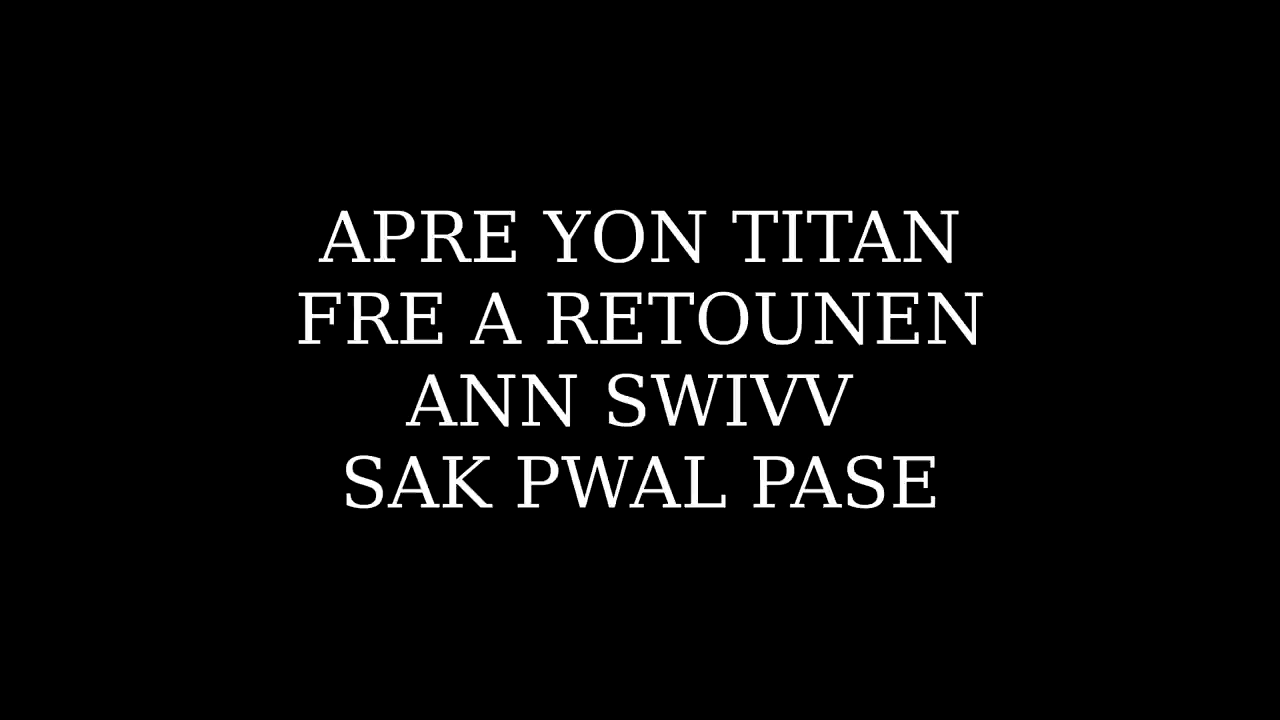 APRE YON TITAN
FRE A RETOUNEN
ANN SWIVV
SAK PWAL PASE